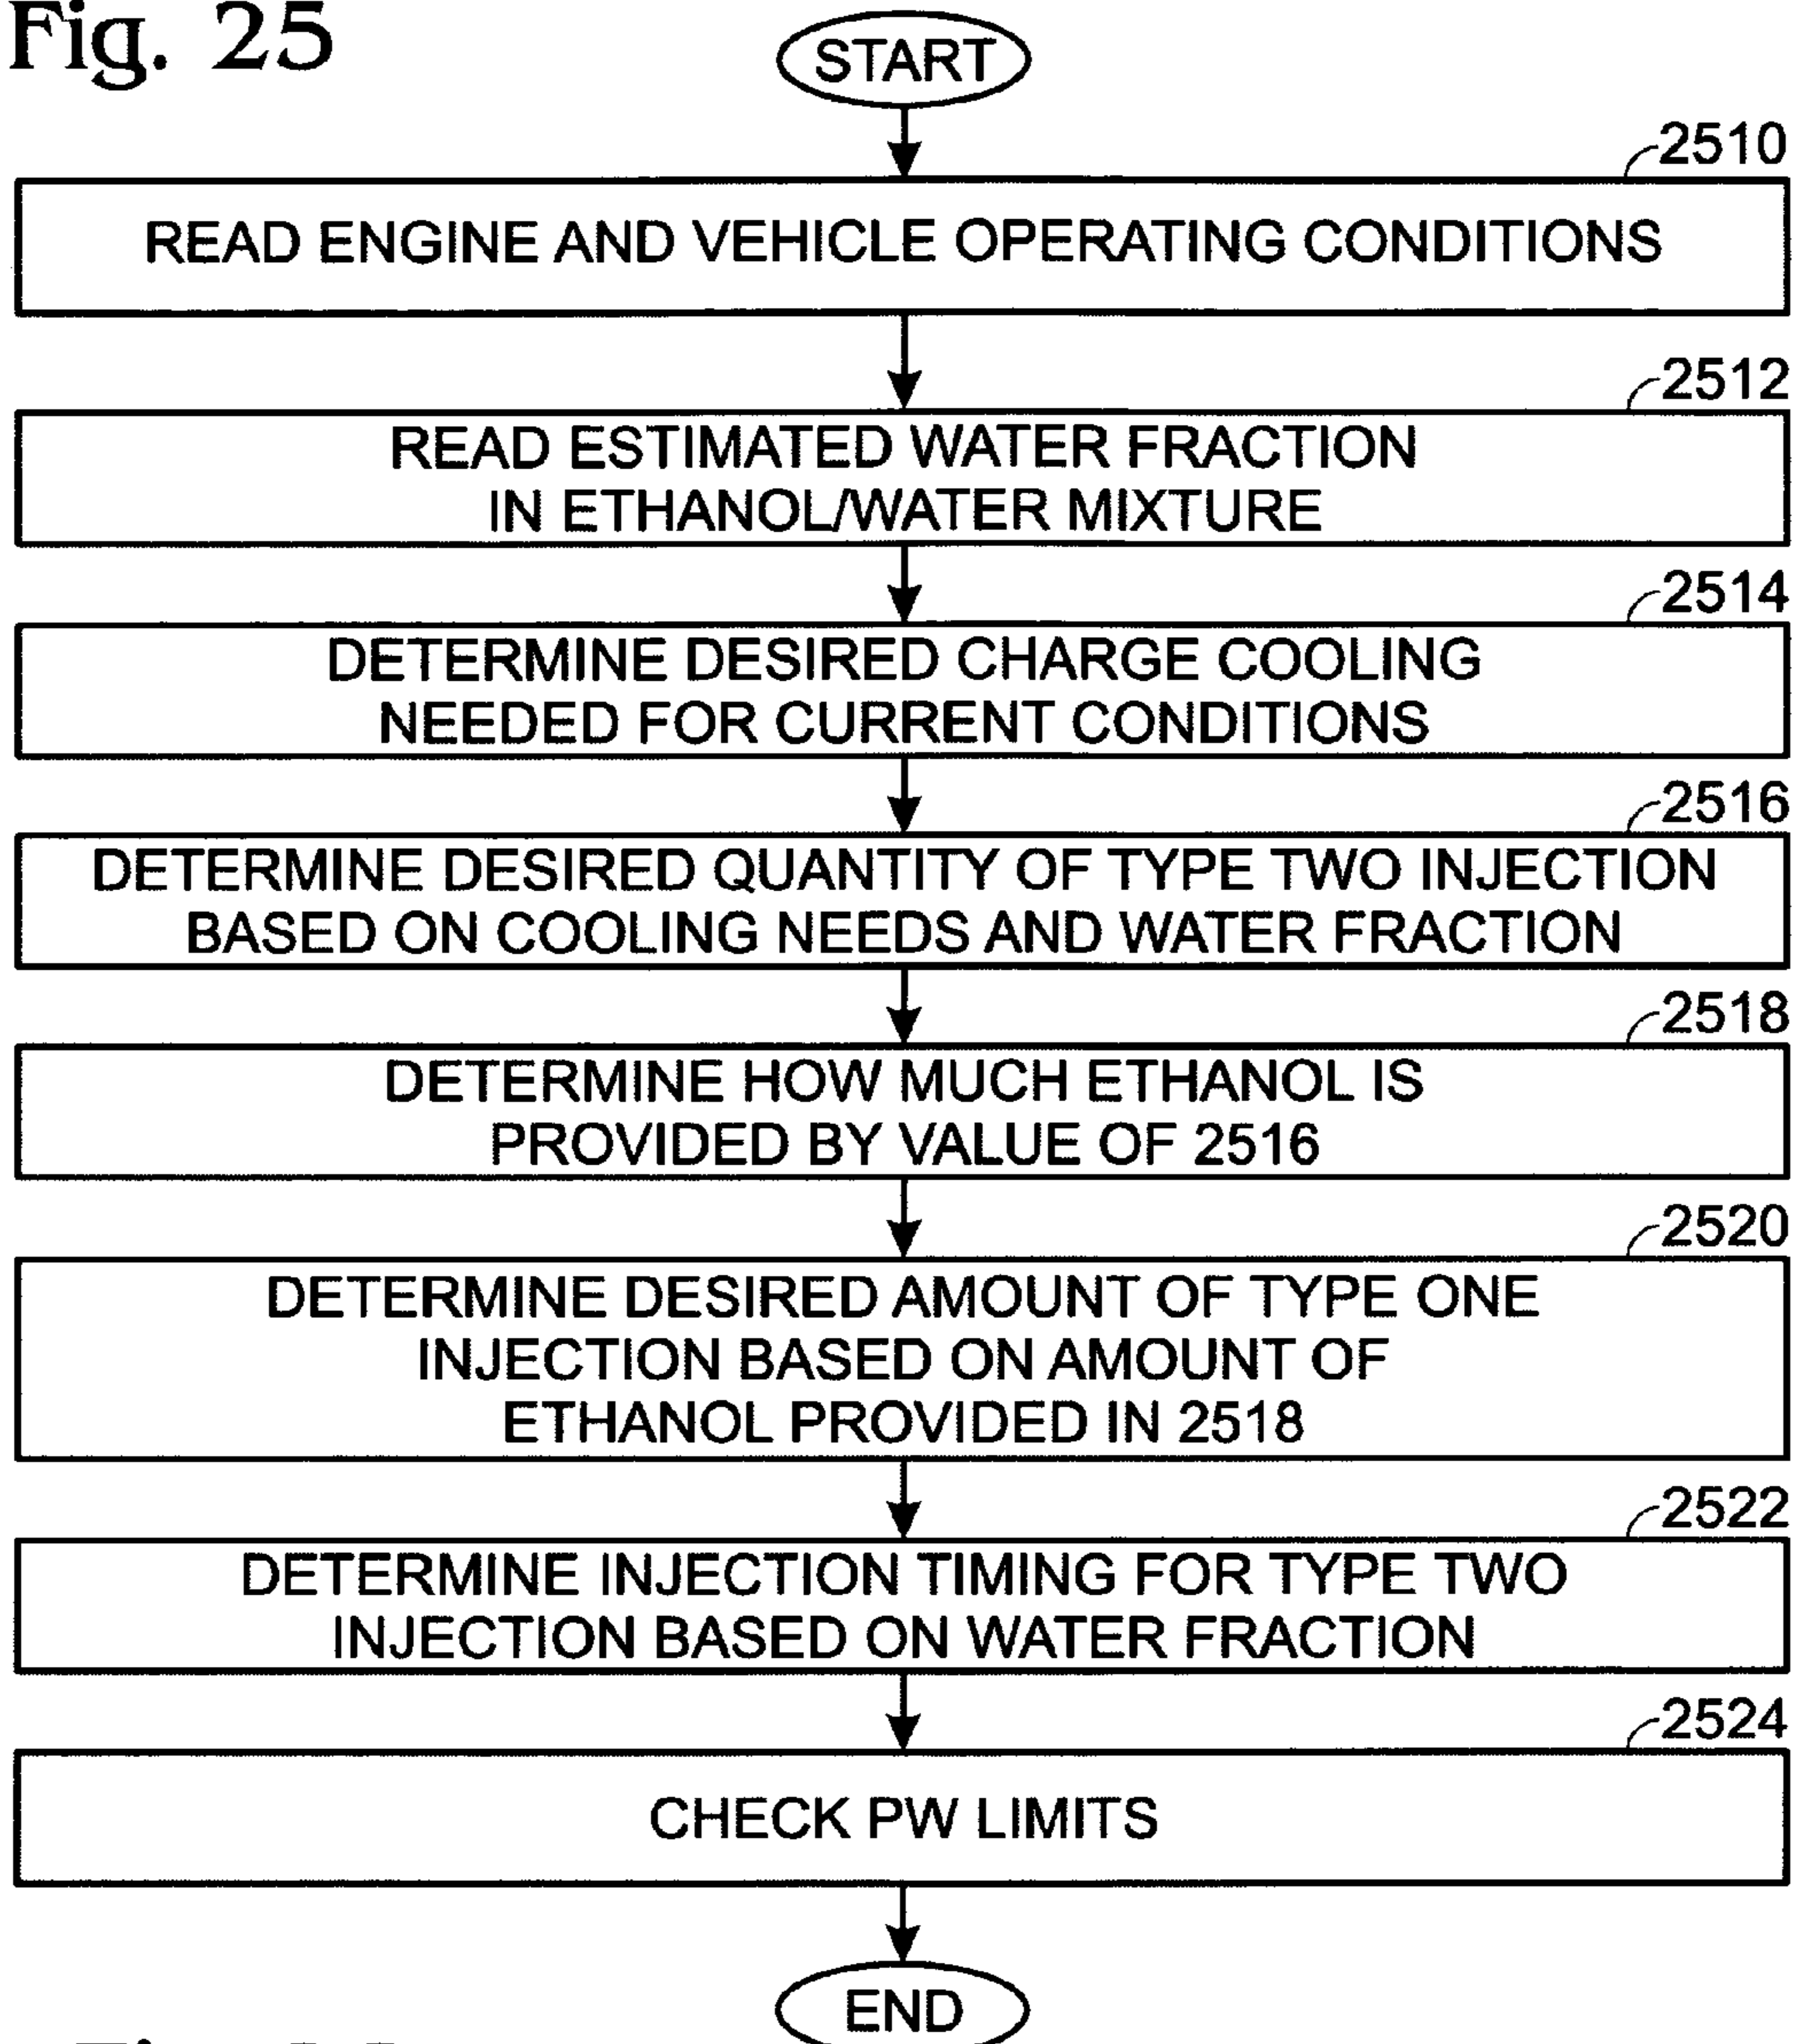 Fig. 25
START
2510
READ ENGINE AND VEHICLE OPERATING CONDITIONS
2512
READ ESTIMATED WATER FRACTION
IN ETHANOL/WATER MIXTURE
2514
DETERMINE DESIRED CHARGE COOLING
NEEDED FOR CURRENT CONDITIONS
2516
DETERMINE DESIRED QUANTITY OF TYPE TWO INJECTION
BASED ON COOLING NEEDS AND WATER FRACTION
2518
DETERMINE HOW MUCH ETHANOL IS
PROVIDED BY VALUE OF 2516
2520
DETERMINE DESIRED AMOUNT OF TYPE ONE
INJECTION BASED ON AMOUNT OF
ETHANOL PROVIDED IN 2518
2522
DETERMINE INJECTION TIMING FOR TYPE TWO
INJECTION BASED ON WATER FRACTION
2524
CHECK PW LIMITS
END